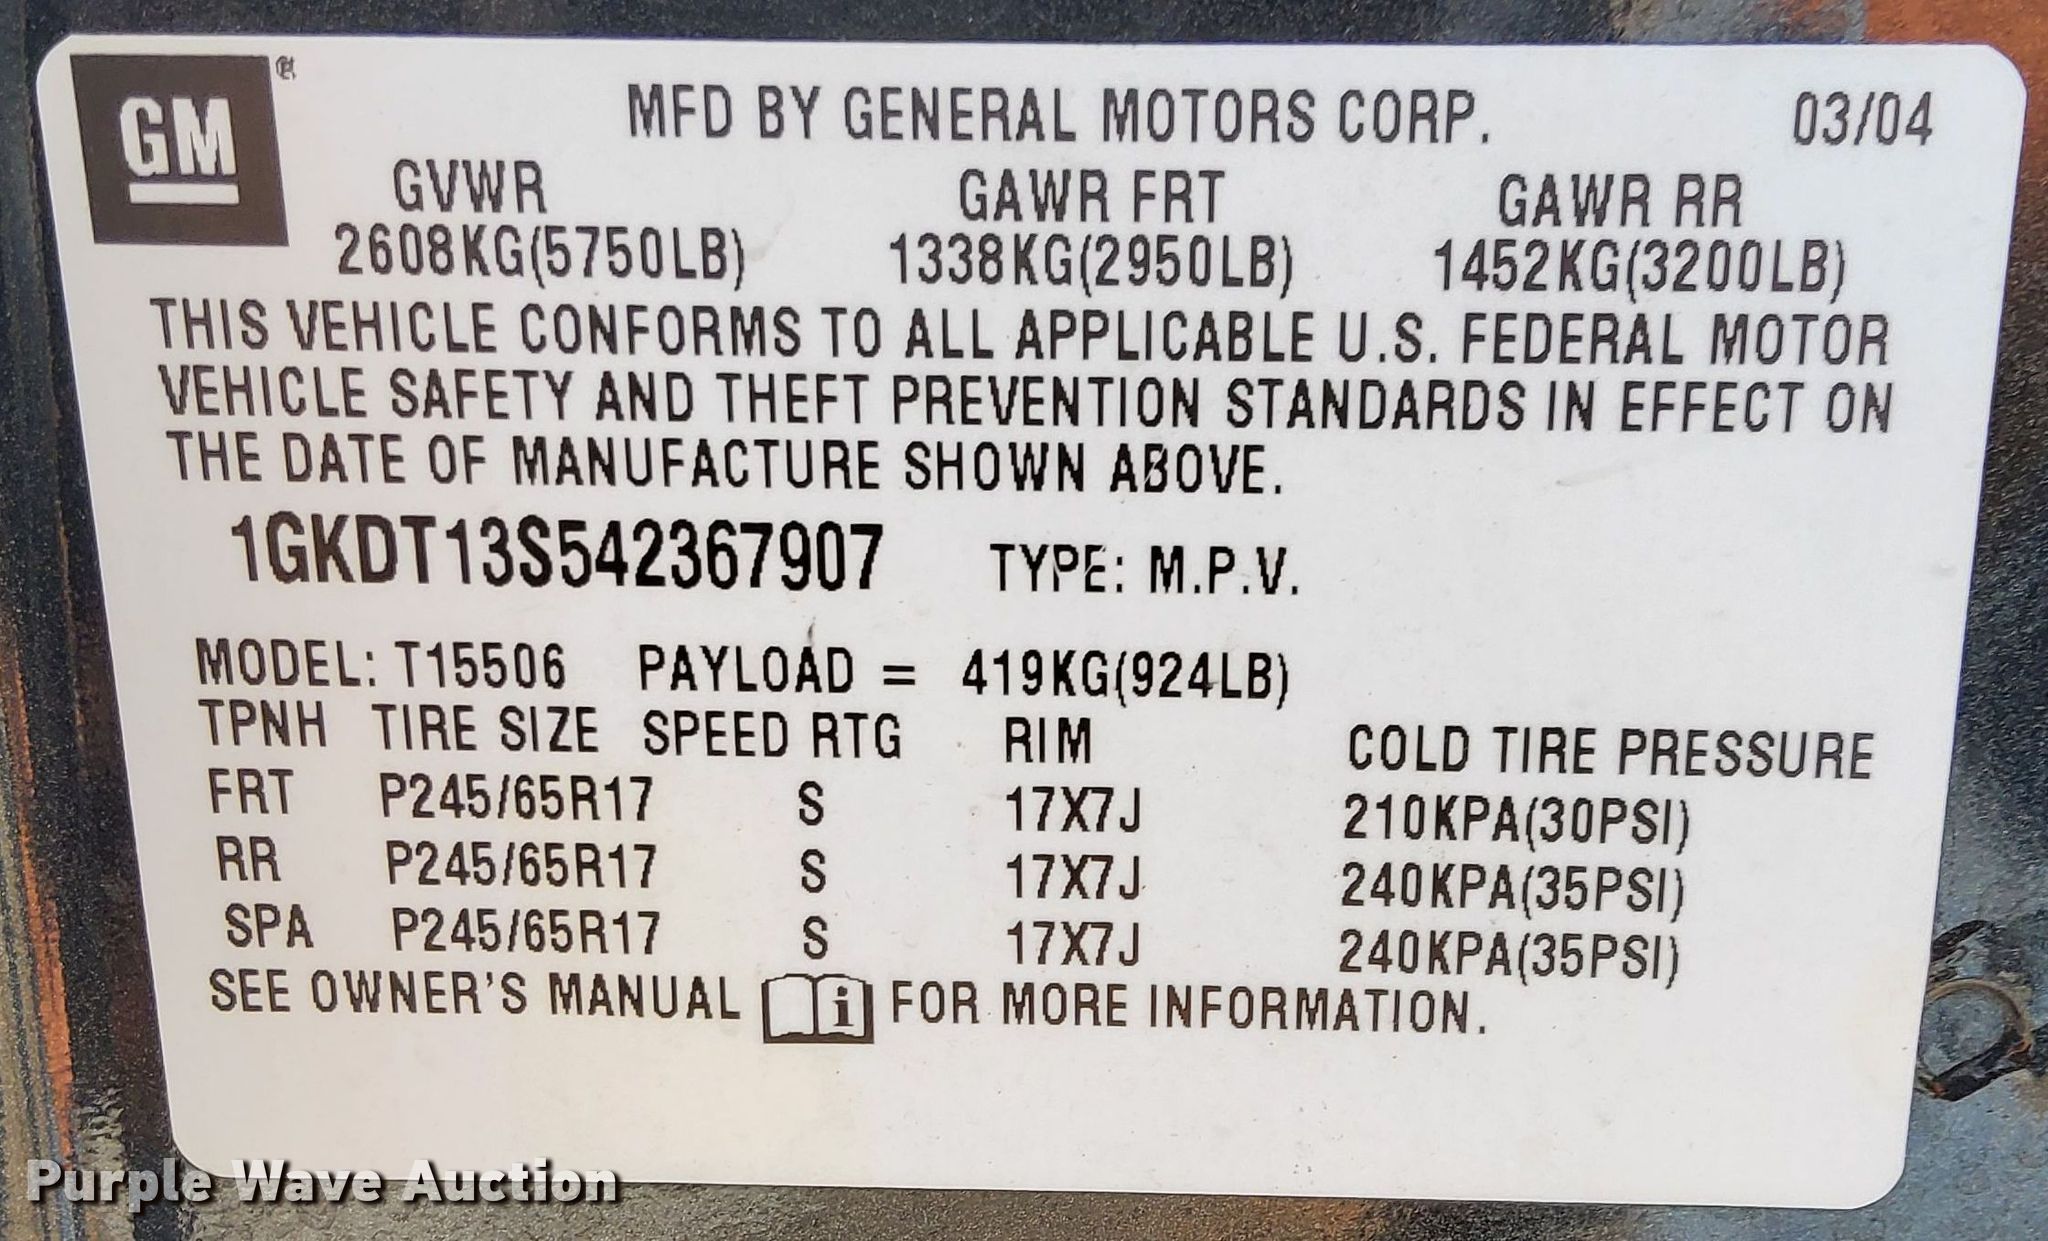 GM ®
MFD BY GENERAL MOTORS CORP. 03/04
GVWR GAWR FRT GAWR RR
2608KG(5750LB) 1338KG(2950LB) 1452KG(3200LB)
THIS VEHICLE CONFORMS TO ALL APPLICABLE U.S. FEDERAL MOTOR
VEHICLE SAFETY AND THEFT PREVENTION STANDARDS IN EFFECT ON
THE DATE OF MANUFACTURE SHOWN ABOVE.
1GKDT13S542367907 TYPE: M.P.V.
MODEL: T15506 PAYLOAD = 419KG(924LB)
TPNH TIRE SIZE SPEED RTG RIM COLD TIRE PRESSURE
FRT P245/65R17 S 17X7J 210KPA(30PSI)
RR P245/65R17 S 17X7J 240KPA(35PSI)
SPA P245/65R17 S 17X7J 240KPA(35PSI)
SEE OWNER'S MANUAL i FOR MORE INFORMATION.
Purple Wave Auction